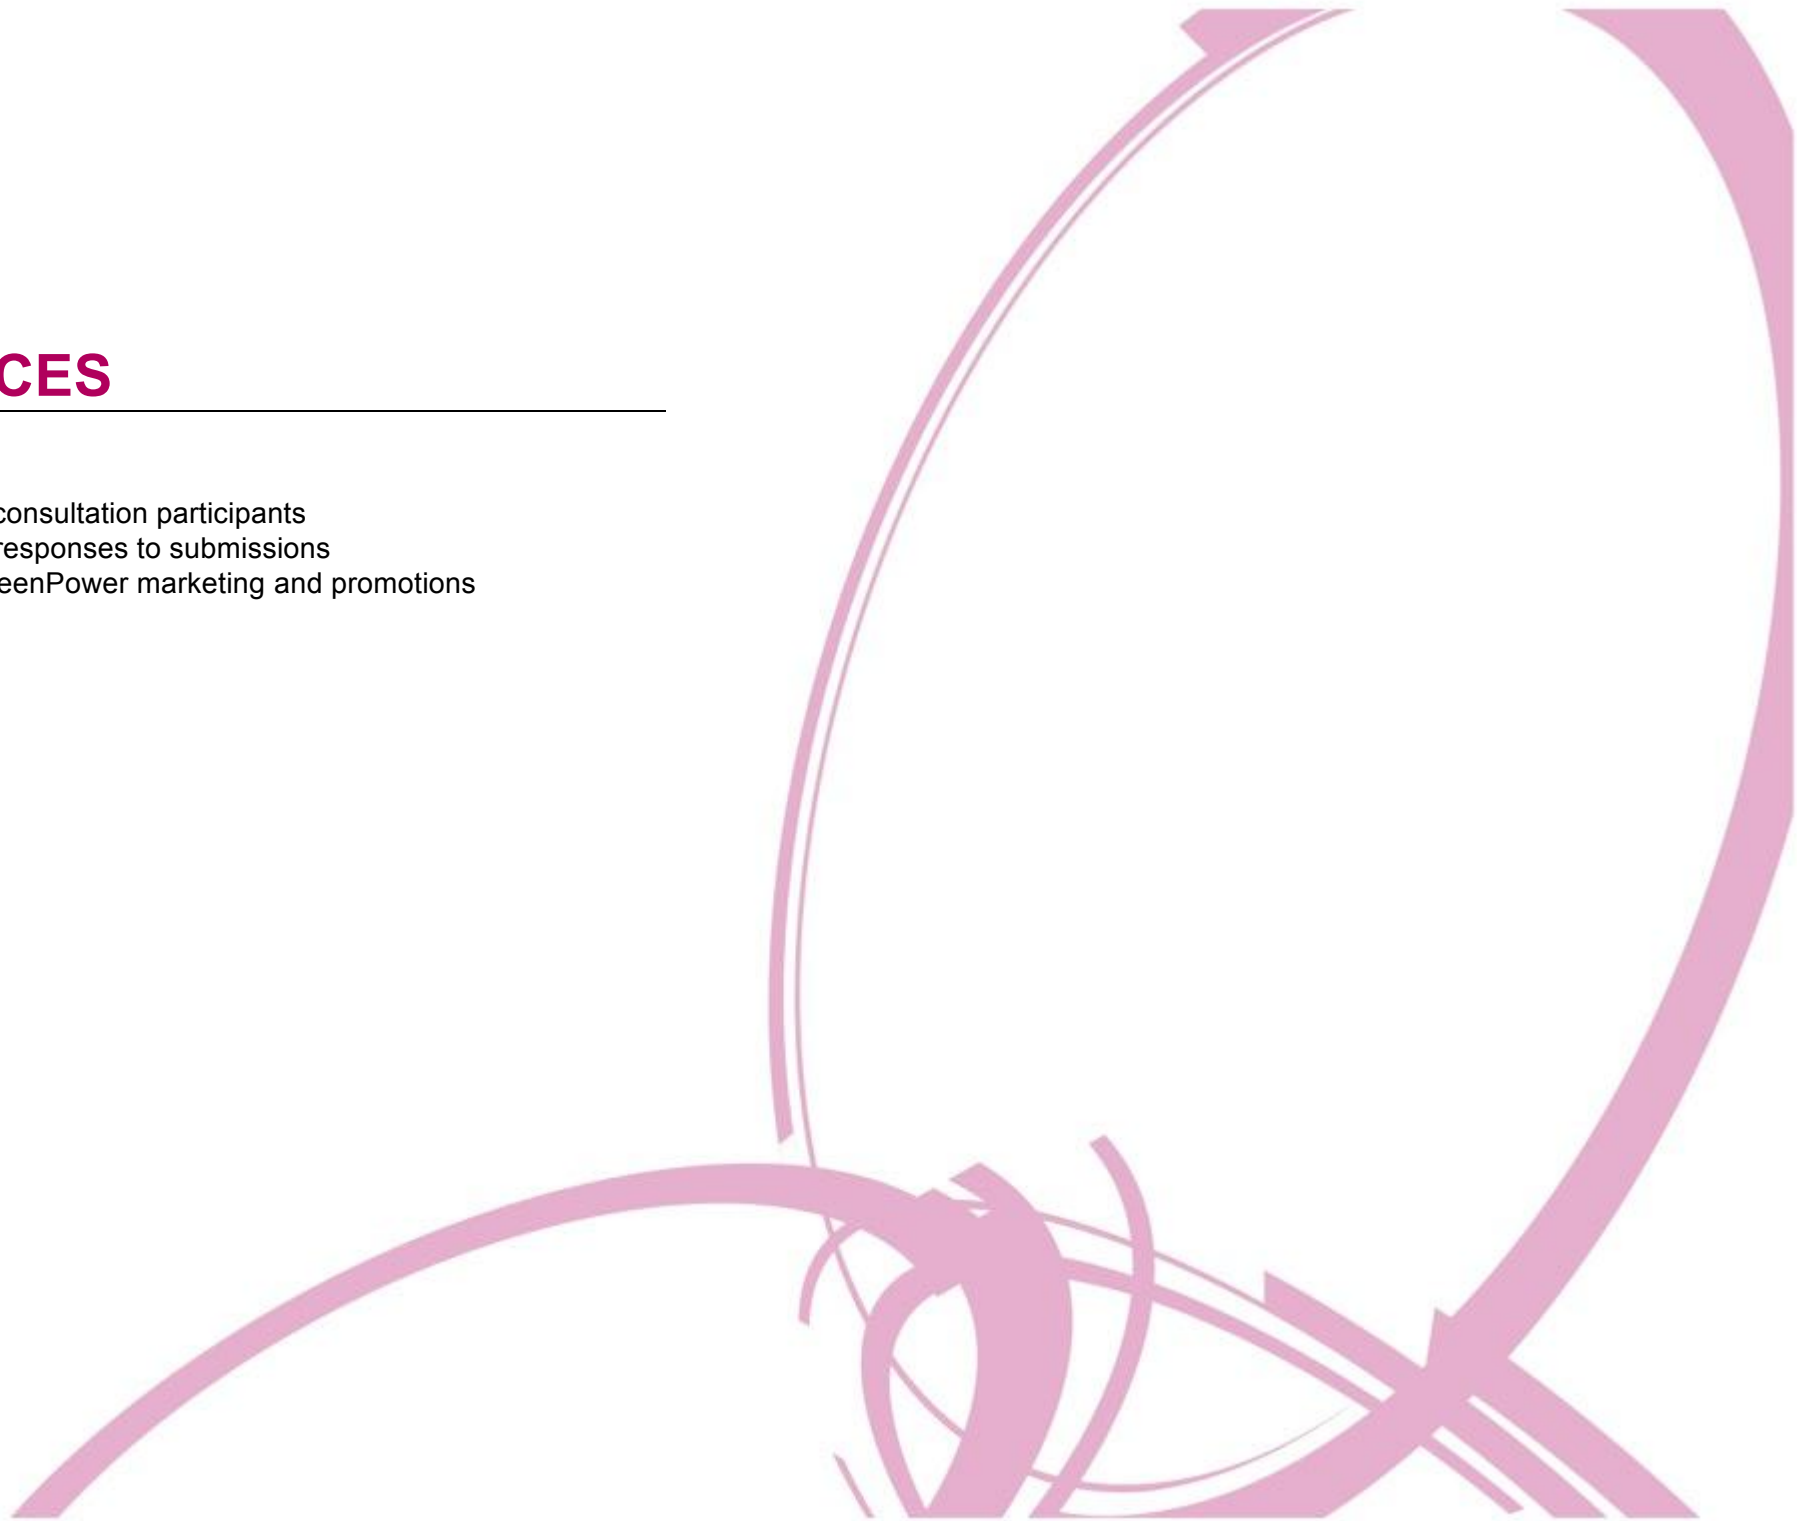 CES
consultation participants
responses to submissions
eenPower marketing and promotions